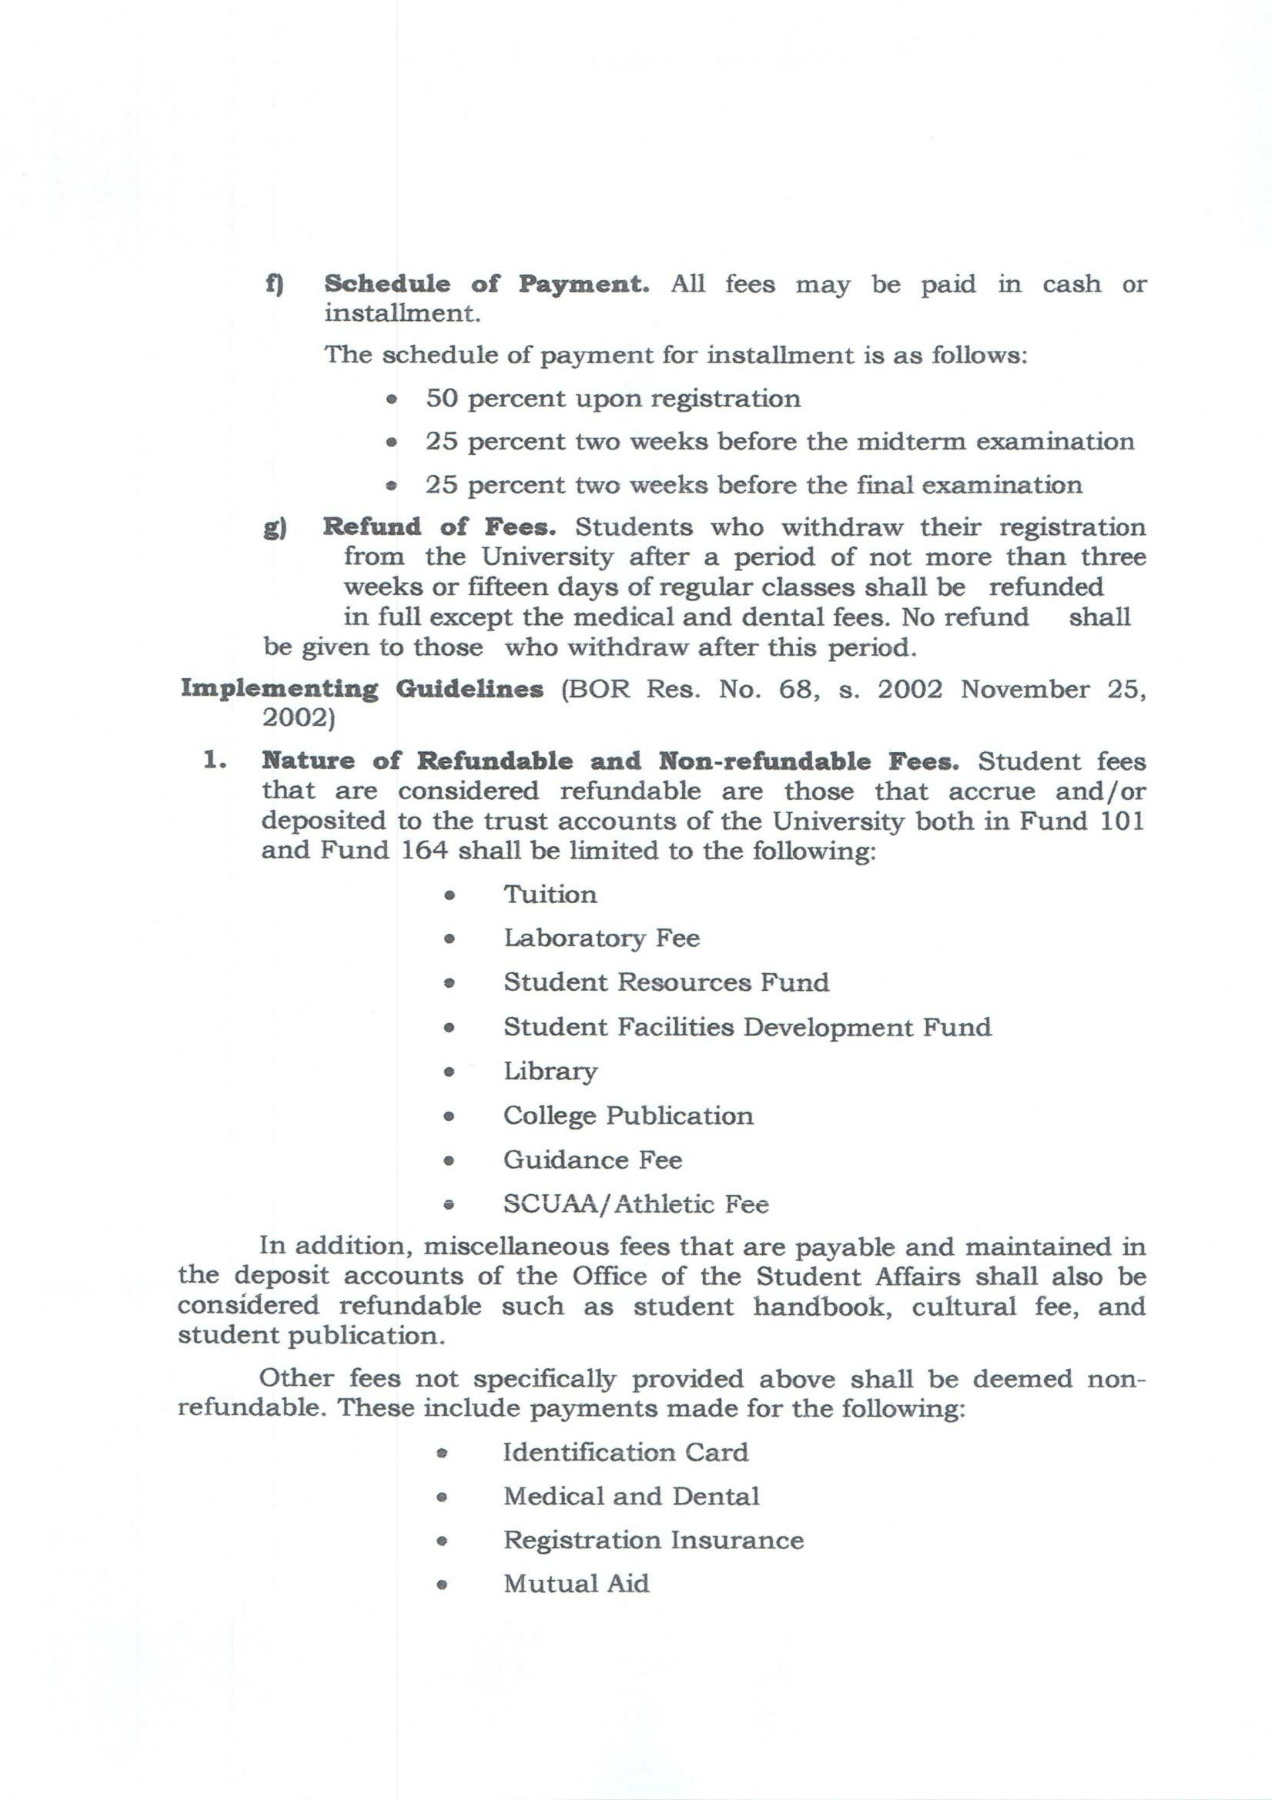 f) Schedule of Payment. All fees may be paid in cash or
installment.
The schedule of payment for installment is as follows:
• 50 percent upon registration
• 25 percent two weeks before the midterm examination
• 25 percent two weeks before the final examination
g) Refund of Fees. Students who withdraw their registration
from the University after a period of not more than three
weeks or fifteen days of regular classes shall be refunded
in full except the medical and dental fees. No refund shall
be given to those who withdraw after this period.
Implementing Guidelines (BOR Res. No. 68, s. 2002 November 25,
2002)
1. Nature of Refundable and Non-refundable Fees. Student fees
that are considered refundable are those that accrue and/or
deposited to the trust accounts of the University both in Fund 101
and Fund 164 shall be limited to the following:
• Tuition
• Laboratory Fee
• Student Resources Fund
• Student Facilities Development Fund
• Library
• College Publication
• Guidance Fee
• SCUAA/Athletic Fee
In addition, miscellaneous fees that are payable and maintained in
the deposit accounts of the Office of the Student Affairs shall also be
considered refundable such as student handbook, cultural fee, and
student publication.
Other fees not specifically provided above shall be deemed non-
refundable. These include payments made for the following:
• Identification Card
• Medical and Dental
• Registration Insurance
• Mutual Aid